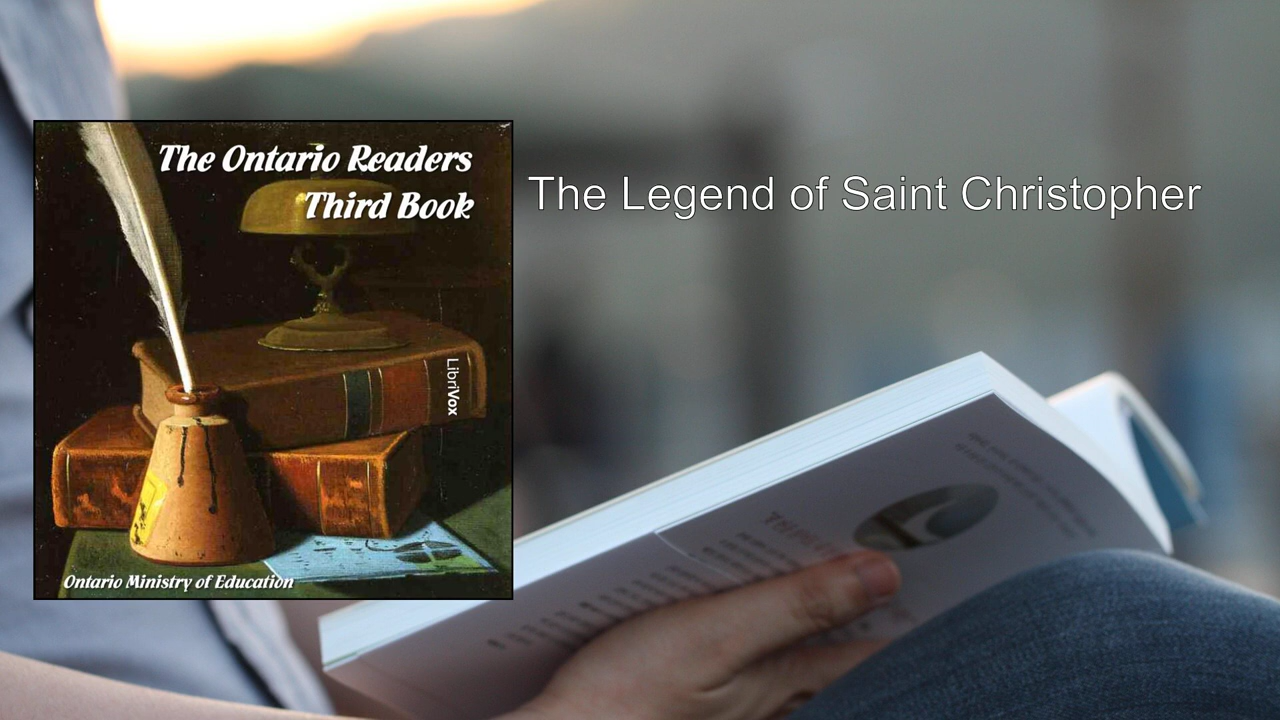 The Ontario Readers
Third Book
LibriVox
Ontario Ministry of Education
The Legend of Saint Christopher